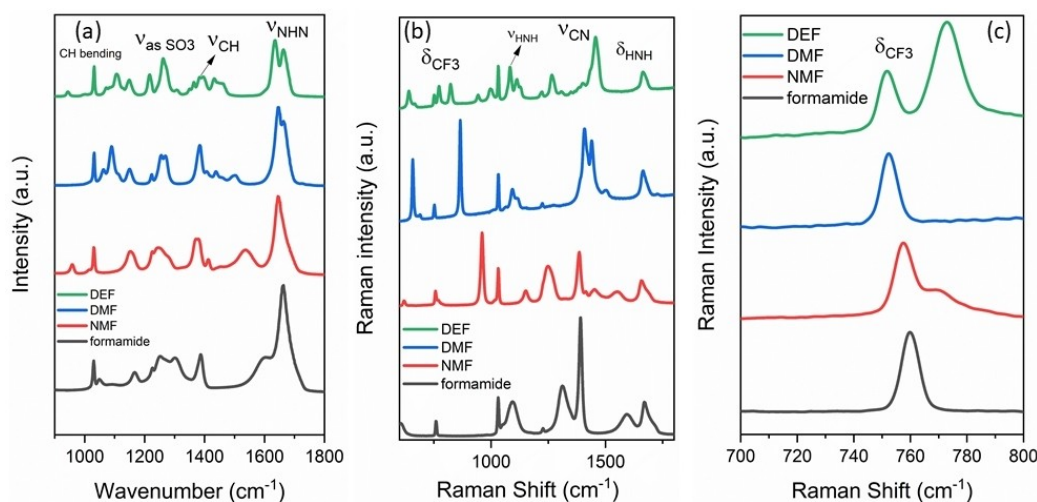 (a)
CH bending
νas SO3
νCH
νNHN
DEF
DMF
NMF
formamide
Intensity (a.u.)
1000 1200 1400 1600 1800
Wavenumber (cm-1)
(b)
δCF3
νHNH
νCN
δHNH
DEF
DMF
NMF
formamide
Raman intensity (a.u.)
1000 1500
Raman Shift (cm-1)
(c)
δCF3
DEF
DMF
NMF
formamide
Raman Intensity (a.u.)
700 720 740 760 780 800
Raman Shift (cm-1)